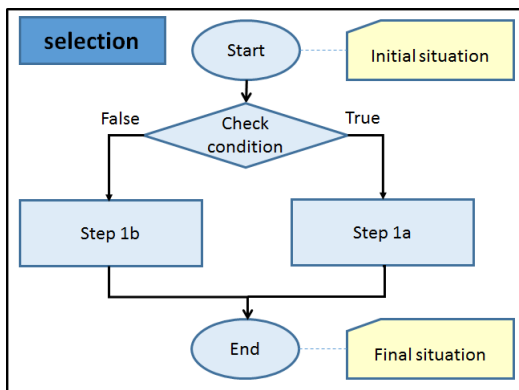 selection
Start
Initial situation
False
Check
condition
True
Step 1b
Step 1a
End
Final situation